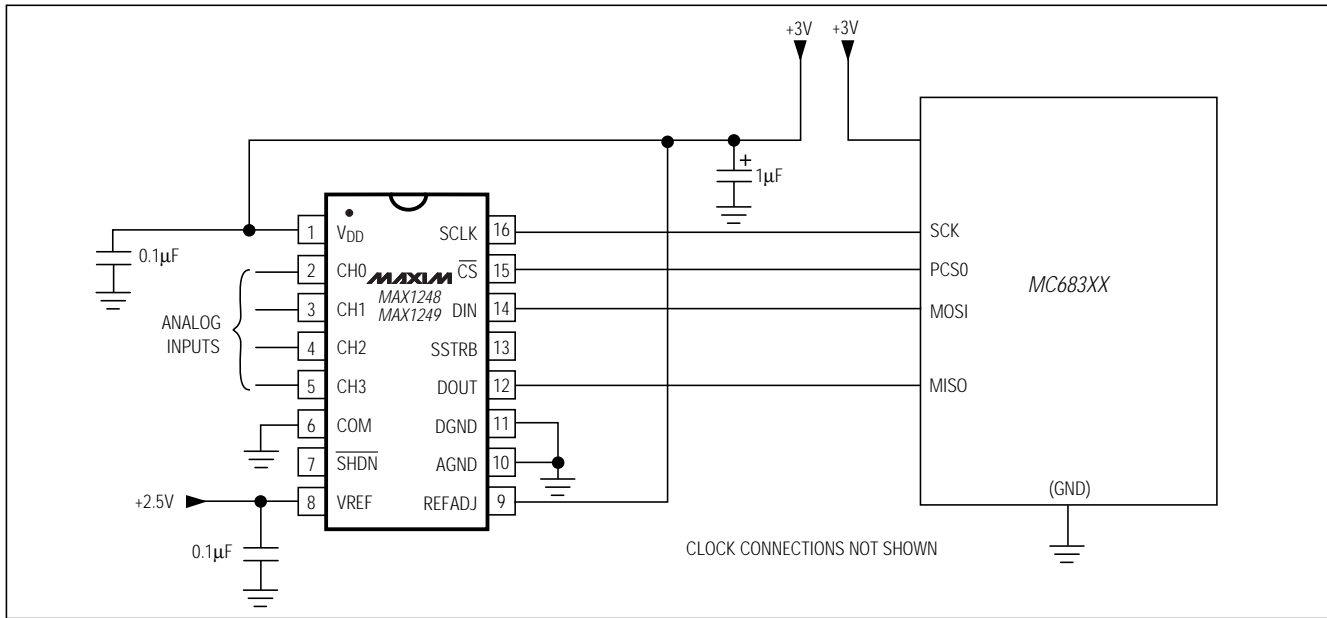 +3V
+3V
+
1μF
0.1μF
ANALOG
INPUTS
+2.5V
0.1μF
1
VDD
2
CH0
3
CH1
4
CH2
5
CH3
6
COM
7
SHDN
8
VREF
MAXIM
MAX1248
MAX1249
SCLK
16
CS
15
DIN
14
SSTRB
13
DOUT
12
DGND
11
AGND
10
REFADJ
9
SCK
PCS0
MOSI
MISO
MC683XX
(GND)
CLOCK CONNECTIONS NOT SHOWN